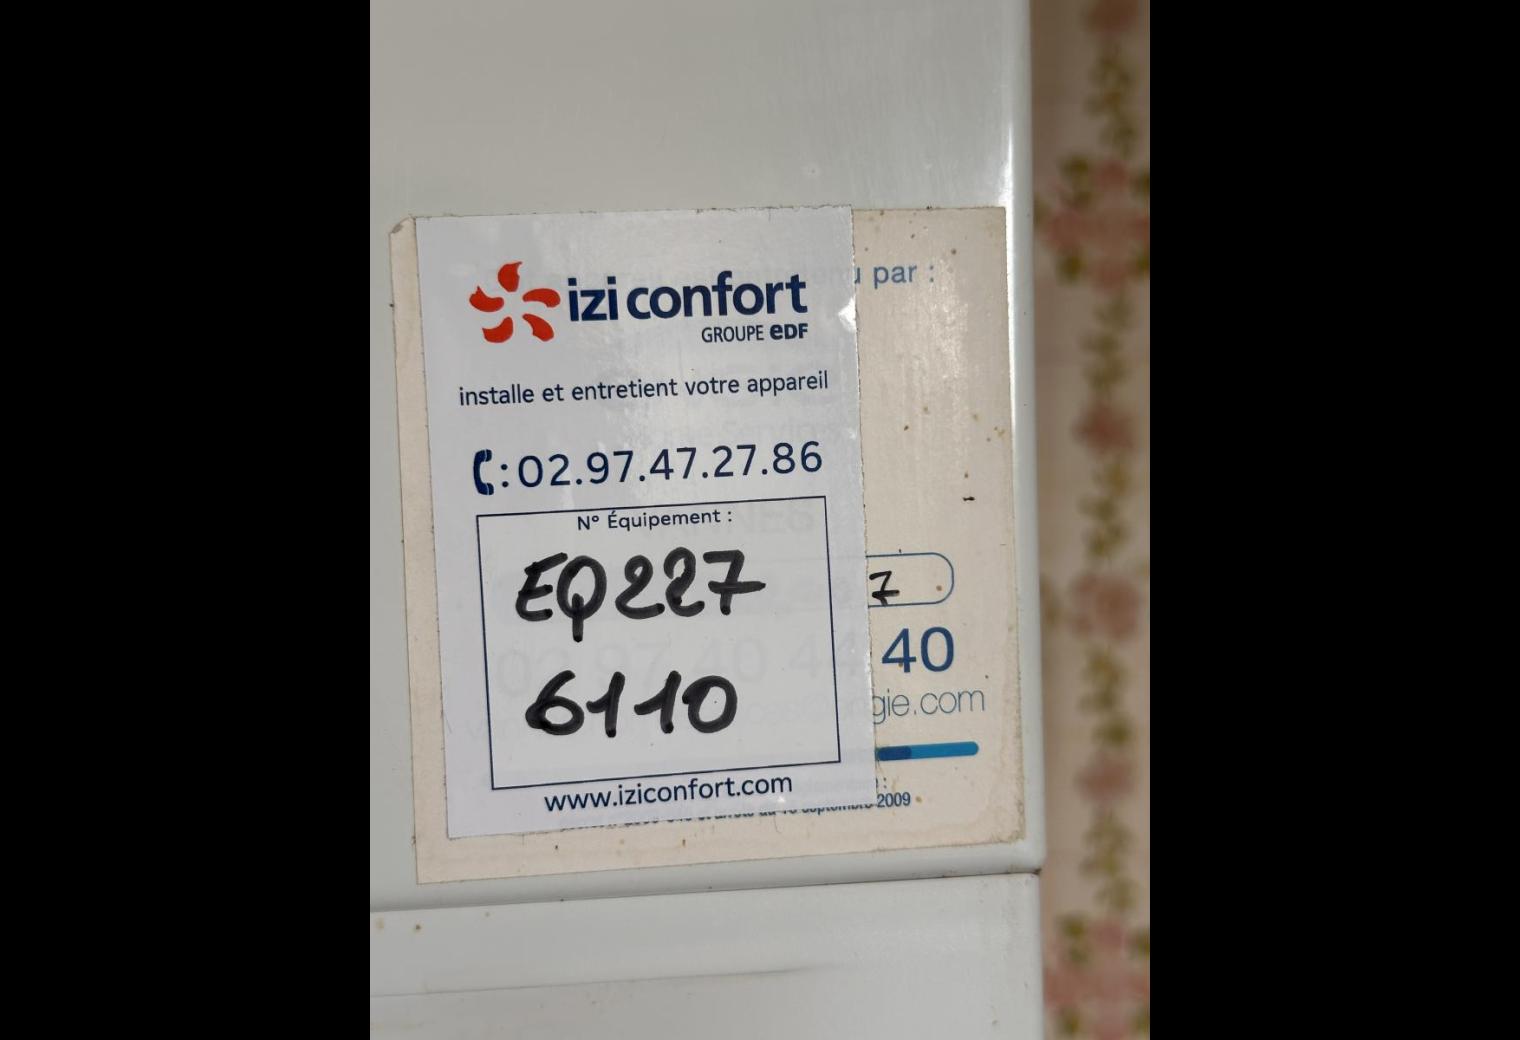 izi confort
GROUPE eDF
installe et entretient votre appareil
: 02.97.47.27.86
N° Équipement :
EQ227
6110
www.iziconfort.com
par :
7
40
gie.com
septembre 2009